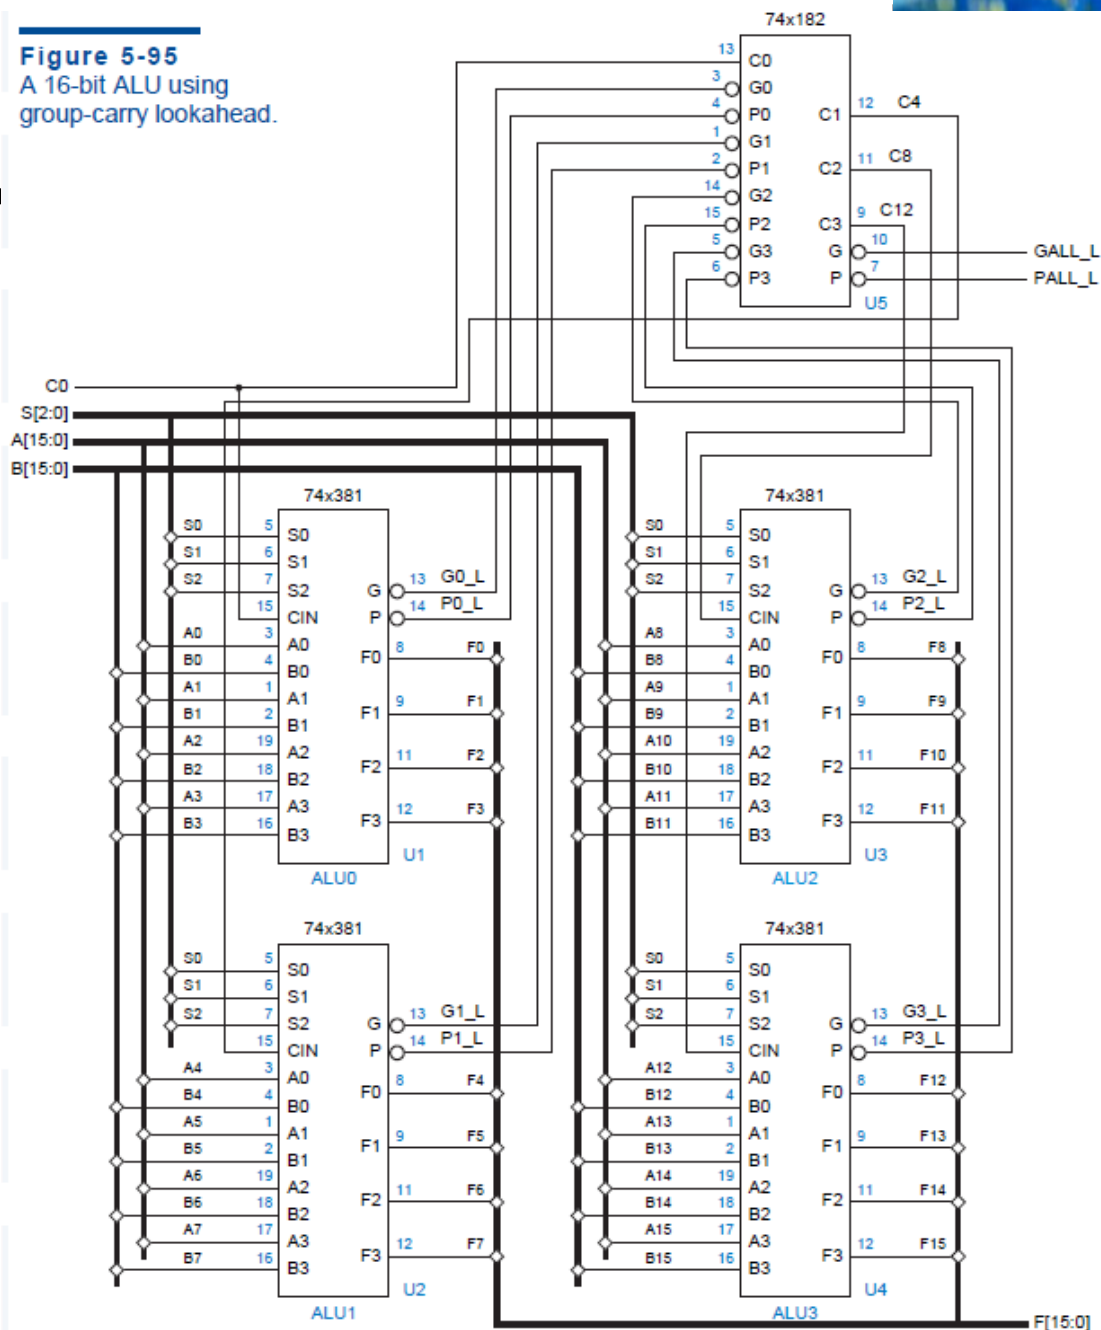 Figure 5-95
A 16-bit ALU using
group-carry lookahead.
74x182
13 C0
3 G0
4 P0 C1 12 C4
1 G1
2 P1 C2 11 C8
14 G2
15 P2 C3 9 C12
5 G3 G 10 GALL_L
6 P3 P 7 PALL_L
U5
C0
S[2:0]
A[15:0]
B[15:0]
74x381
S0 5 S0
S1 6 S1
S2 7 S2 G 13 G0_L
15 CIN P 14 P0_L
A0 3 A0
B0 4 B0 F0 8 F0
A1 1 A1
B1 2 B1 F1 9 F1
A2 19 A2
B2 18 B2 F2 11 F2
A3 17 A3
B3 16 B3 F3 12 F3
U1
ALU0
74x381
S0 5 S0
S1 6 S1
S2 7 S2 G 13 G2_L
15 CIN P 14 P2_L
A8 3 A0
B8 4 B0 F0 8 F8
A9 1 A1
B9 2 B1 F1 9 F9
A10 19 A2
B10 18 B2 F2 11 F10
A11 17 A3
B11 16 B3 F3 12 F11
U3
ALU2
74x381
S0 5 S0
S1 6 S1
S2 7 S2 G 13 G1_L
15 CIN P 14 P1_L
A4 3 A0
B4 4 B0 F0 8 F4
A5 1 A1
B5 2 B1 F1 9 F5
A6 19 A2
B6 18 B2 F2 11 F6
A7 17 A3
B7 16 B3 F3 12 F7
U2
ALU1
74x381
S0 5 S0
S1 6 S1
S2 7 S2 G 13 G3_L
15 CIN P 14 P3_L
A12 3 A0
B12 4 B0 F0 8 F12
A13 1 A1
B13 2 B1 F1 9 F13
A14 19 A2
B14 18 B2 F2 11 F14
A15 17 A3
B15 16 B3 F3 12 F15
U4
ALU3
F[15:0]